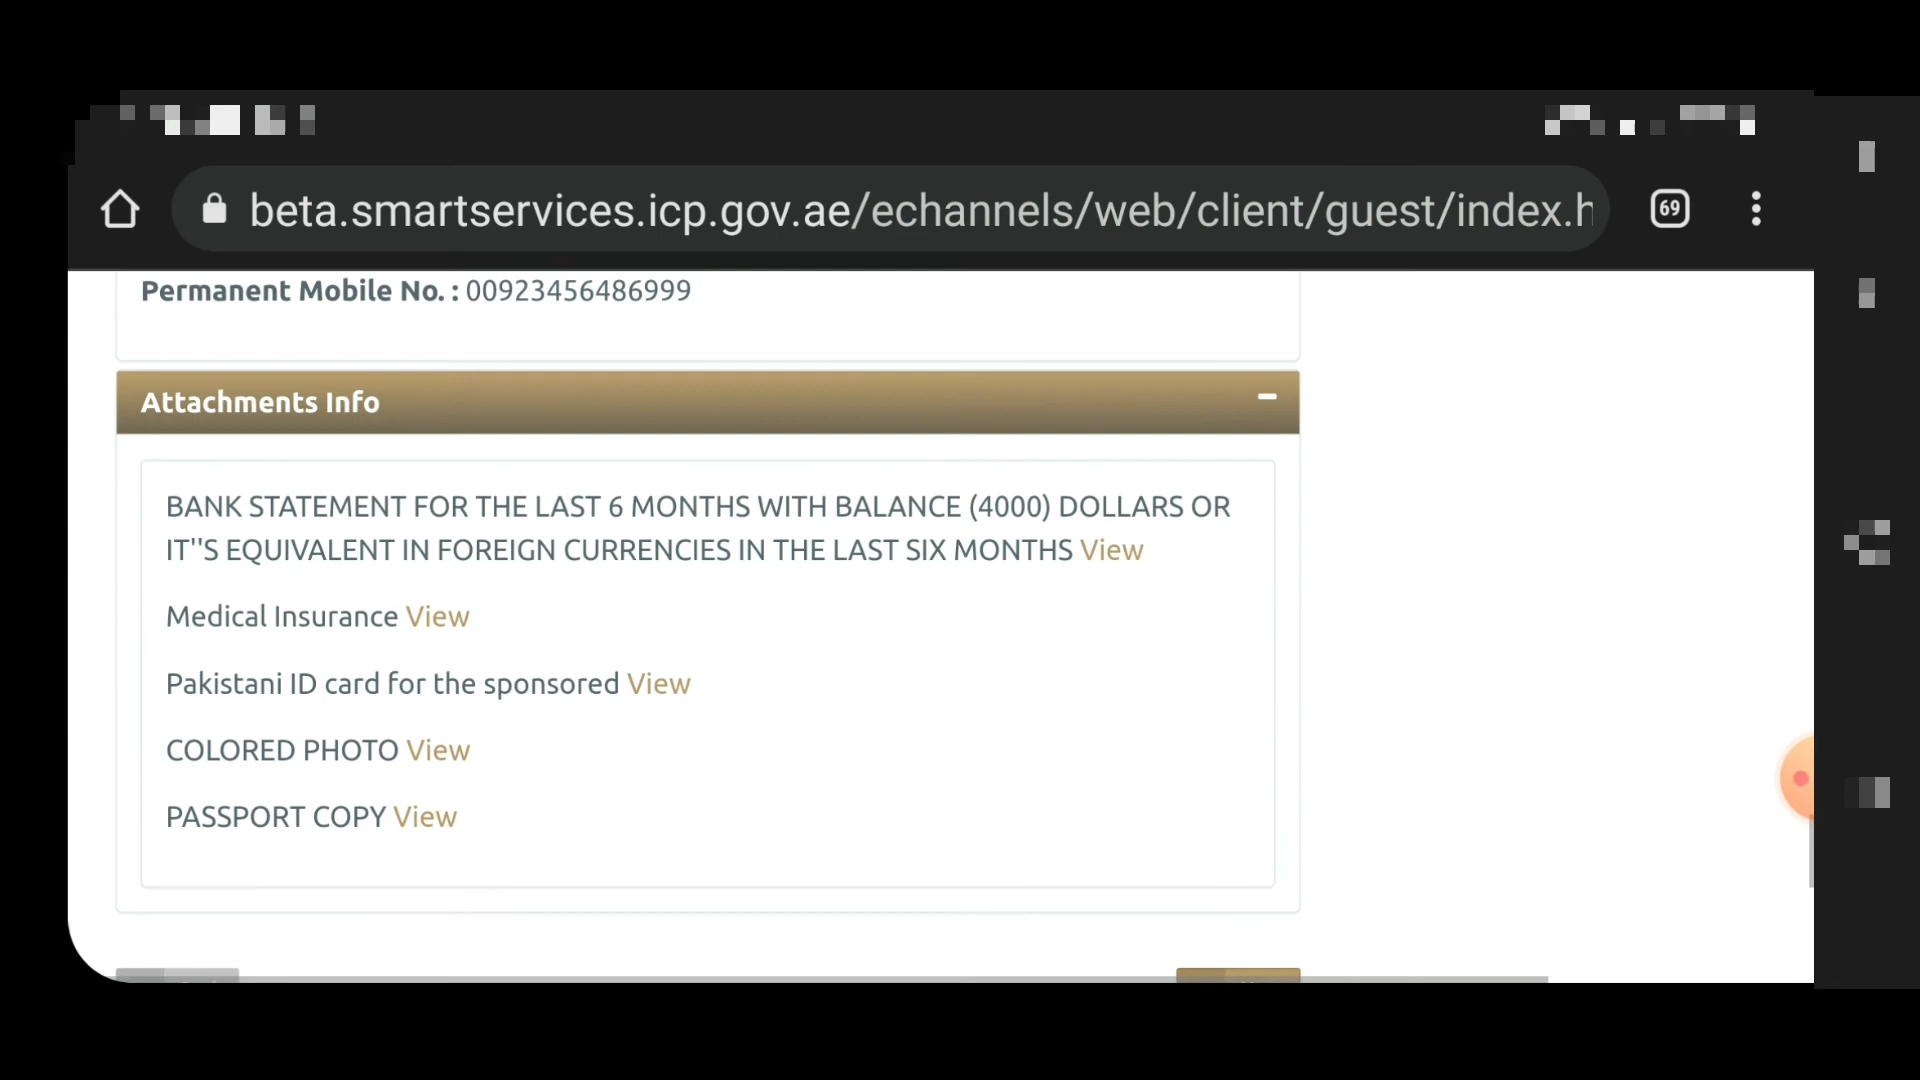 beta.smartservices.icp.gov.ae/echannels/web/client/guest/index.h
69
Permanent Mobile No. : 00923456486999
Attachments Info
BANK STATEMENT FOR THE LAST 6 MONTHS WITH BALANCE (4000) DOLLARS OR
IT''S EQUIVALENT IN FOREIGN CURRENCIES IN THE LAST SIX MONTHS View
Medical Insurance View
Pakistani ID card for the sponsored View
COLORED PHOTO View
PASSPORT COPY View